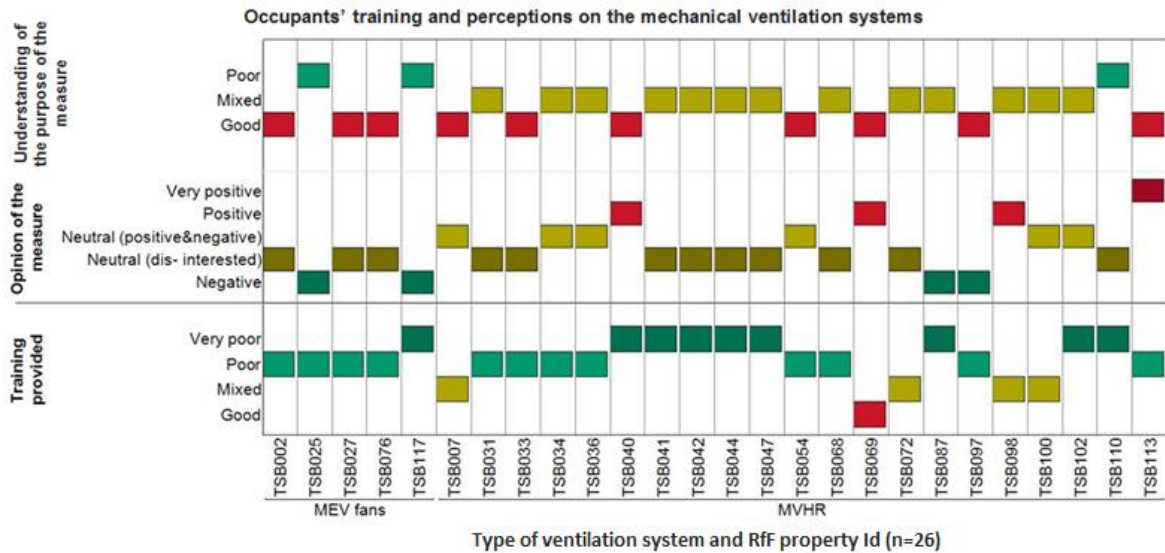 Occupants’ training and perceptions on the mechanical ventilation systems
Understanding of
the purpose of the
measure
Poor
Mixed
Good
Opinion of the
measure
Very positive
Positive
Neutral (positive&negative)
Neutral (dis- interested)
Negative
Training
provided
Very poor
Poor
Mixed
Good
TSB002
TSB025
TSB027
TSB076
TSB117
TSB007
TSB031
TSB033
TSB034
TSB036
TSB040
TSB041
TSB042
TSB044
TSB047
TSB054
TSB068
TSB069
TSB072
TSB087
TSB097
TSB098
TSB100
TSB102
TSB110
TSB113
MEV fans
MVHR
Type of ventilation system and RfF property Id (n=26)